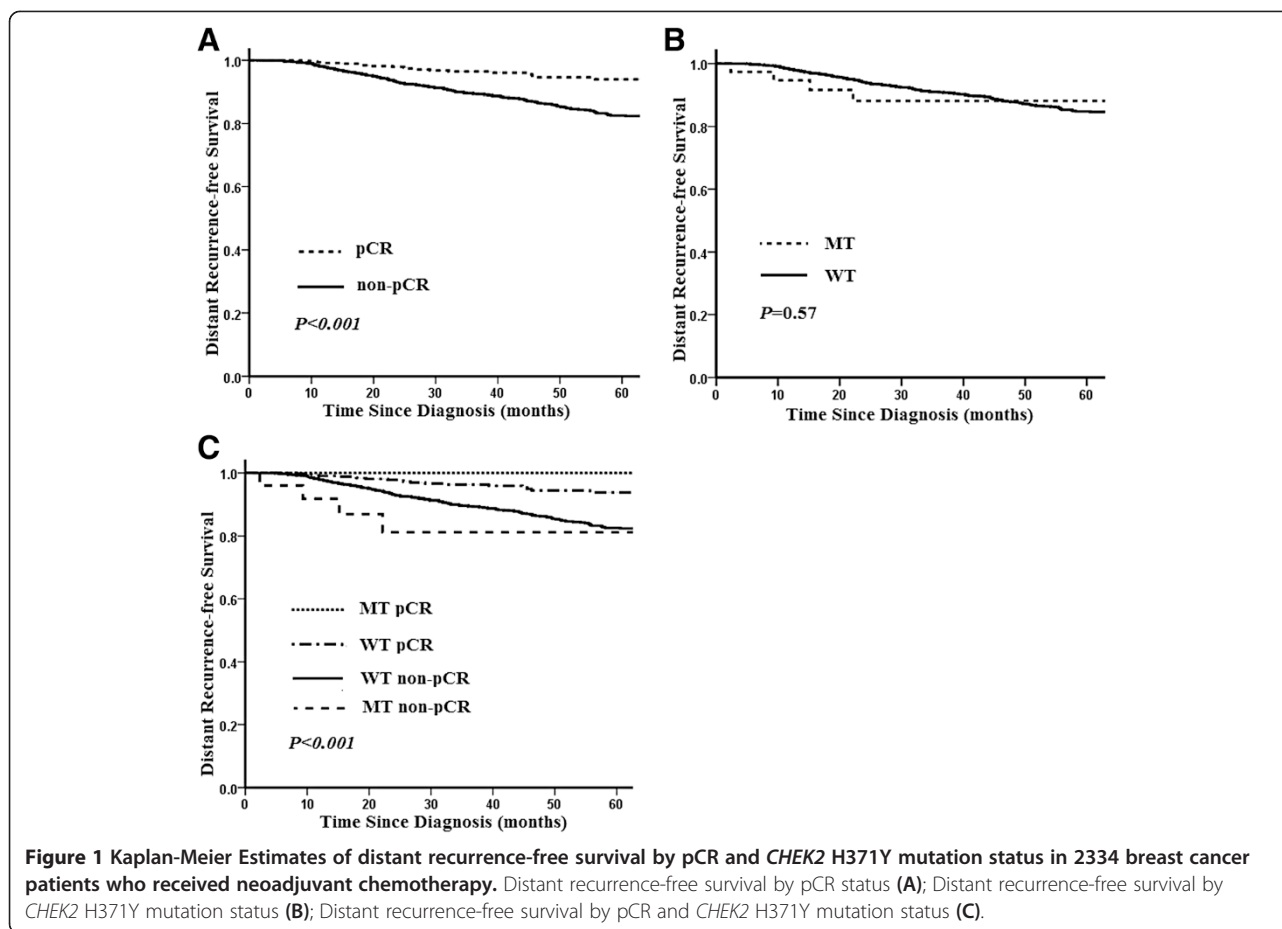 A
Distant Recurrence-free Survival
1.0
0.8
0.6
0.4
0.2
0.0
pCR
non-pCR
P<0.001
0 10 20 30 40 50 60
Time Since Diagnosis (months)
B
Distant Recurrence-free Survival
1.0
0.8
0.6
0.4
0.2
0.0
MT
WT
P=0.57
0 10 20 30 40 50 60
Time Since Diagnosis (months)
C
Distant Recurrence-free Survival
1.0
0.8
0.6
0.4
0.2
0.0
MT pCR
WT pCR
WT non-pCR
MT non-pCR
P<0.001
0 10 20 30 40 50 60
Time Since Diagnosis (months)
Figure 1 Kaplan-Meier Estimates of distant recurrence-free survival by pCR and CHEK2 H371Y mutation status in 2334 breast cancer
patients who received neoadjuvant chemotherapy. Distant recurrence-free survival by pCR status (A); Distant recurrence-free survival by
CHEK2 H371Y mutation status (B); Distant recurrence-free survival by pCR and CHEK2 H371Y mutation status (C).